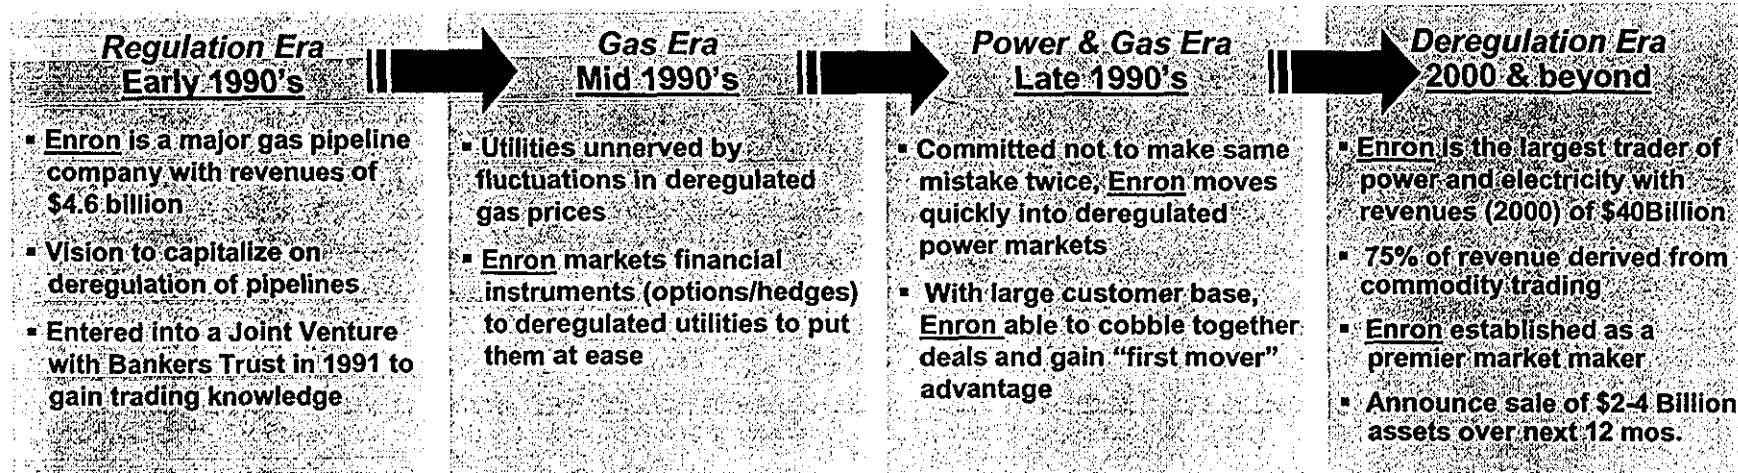 Regulation Era
Early 1990's
▪ Enron is a major gas pipeline
company with revenues of
$4.6 billion
▪ Vision to capitalize on
deregulation of pipelines
▪ Entered into a Joint Venture
with Bankers Trust in 1991 to
gain trading knowledge
Gas Era
Mid 1990's
▪ Utilities unnerved by
fluctuations in deregulated
gas prices
▪ Enron markets financial
instruments (options/hedges)
to deregulated utilities to put
them at ease
Power & Gas Era
Late 1990's
▪ Committed not to make same
mistake twice, Enron moves
quickly into deregulated
power markets
▪ With large customer base,
Enron able to cobble together
deals and gain "first mover"
advantage
Deregulation Era
2000 & beyond
▪ Enron is the largest trader of
power and electricity with
revenues (2000) of $40Billion
▪ 75% of revenue derived from
commodity trading
▪ Enron established as a
premier market maker
▪ Announce sale of $2-4 Billion
assets over next 12 mos.